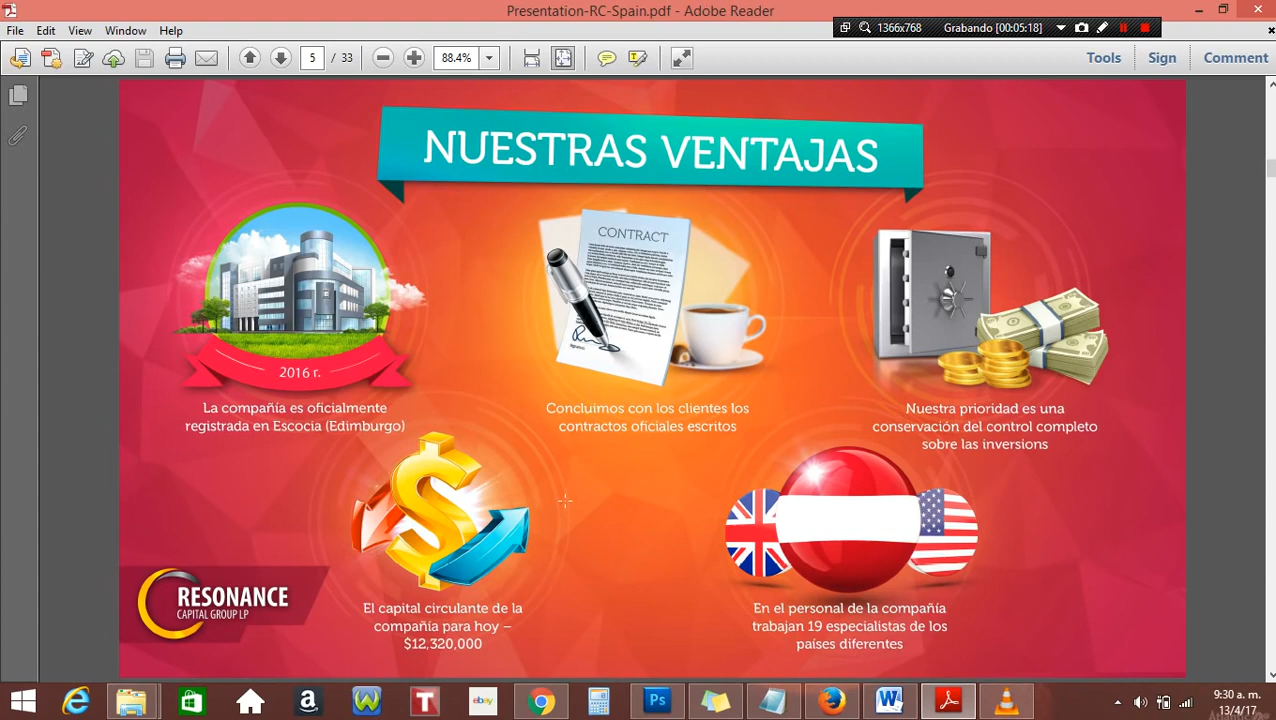 Presentation-RC-Spain.pdf - Adobe Reader
1366x768
Grabando [00:05:18]
File Edit View Window Help
5 / 33
88.4%
Tools Sign Comment
NUESTRAS VENTAJAS
CONTRACT
2016 r.
La compañía es oficialmente
registrada en Escocia (Edimburgo)
Concluimos con los clientes los
contractos oficiales escritos
Nuestra prioridad es una
conservación del control completo
sobre las inversions
RESONANCE
CAPITAL GROUP LP
El capital circulante de la
compañía para hoy –
$12,320,000
En el personal de la compañía
trabajan 19 especialistas de los
países diferentes
9:30 a. m.
13/4/17